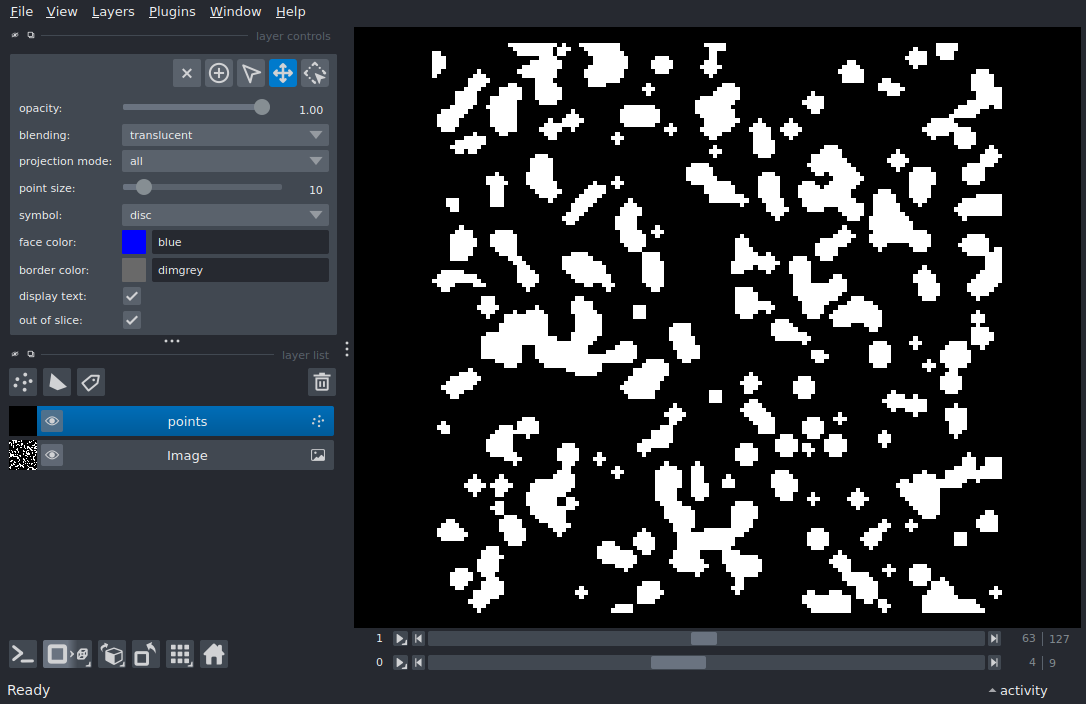 File View Layers Plugins Window Help
layer controls
opacity: 1.00
blending: translucent
projection mode: all
point size: 10
symbol: disc
face color: blue
border color: dimgrey
display text:
out of slice:
layer list
points
Image
1 63 127
0 4 9
Ready activity